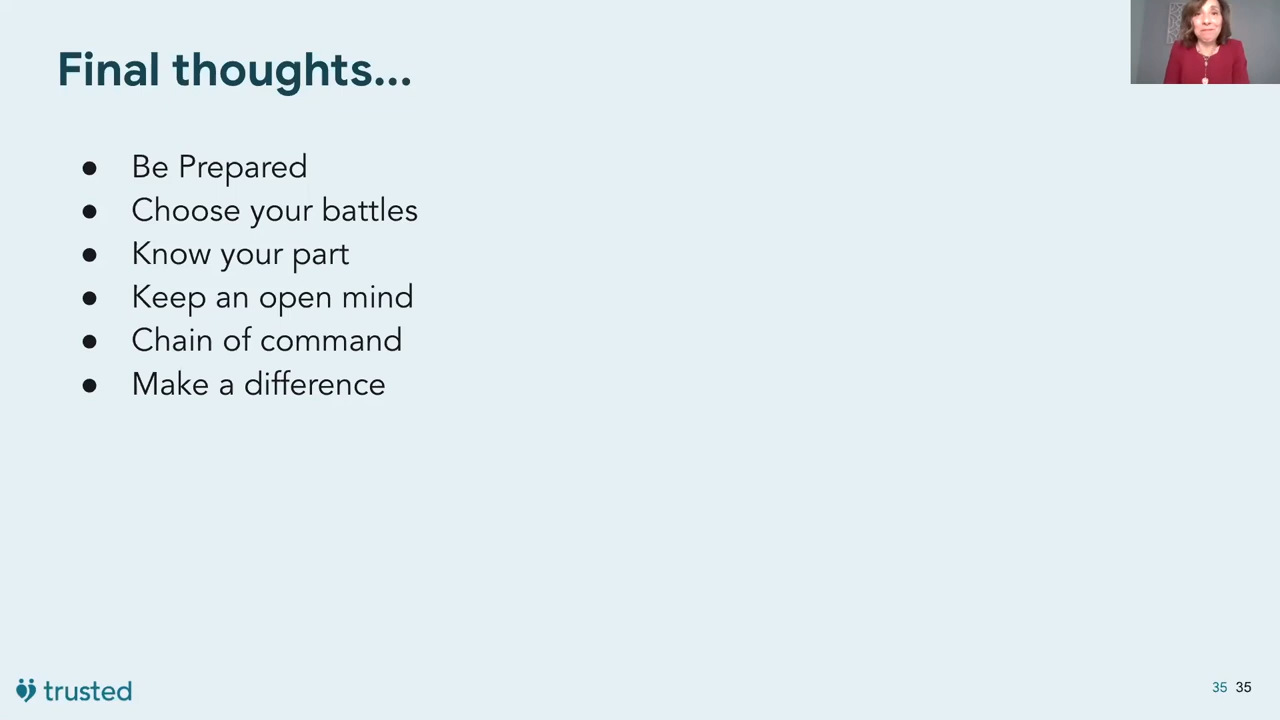 Final thoughts...
● Be Prepared
● Choose your battles
● Know your part
● Keep an open mind
● Chain of command
● Make a difference
trusted
35 35